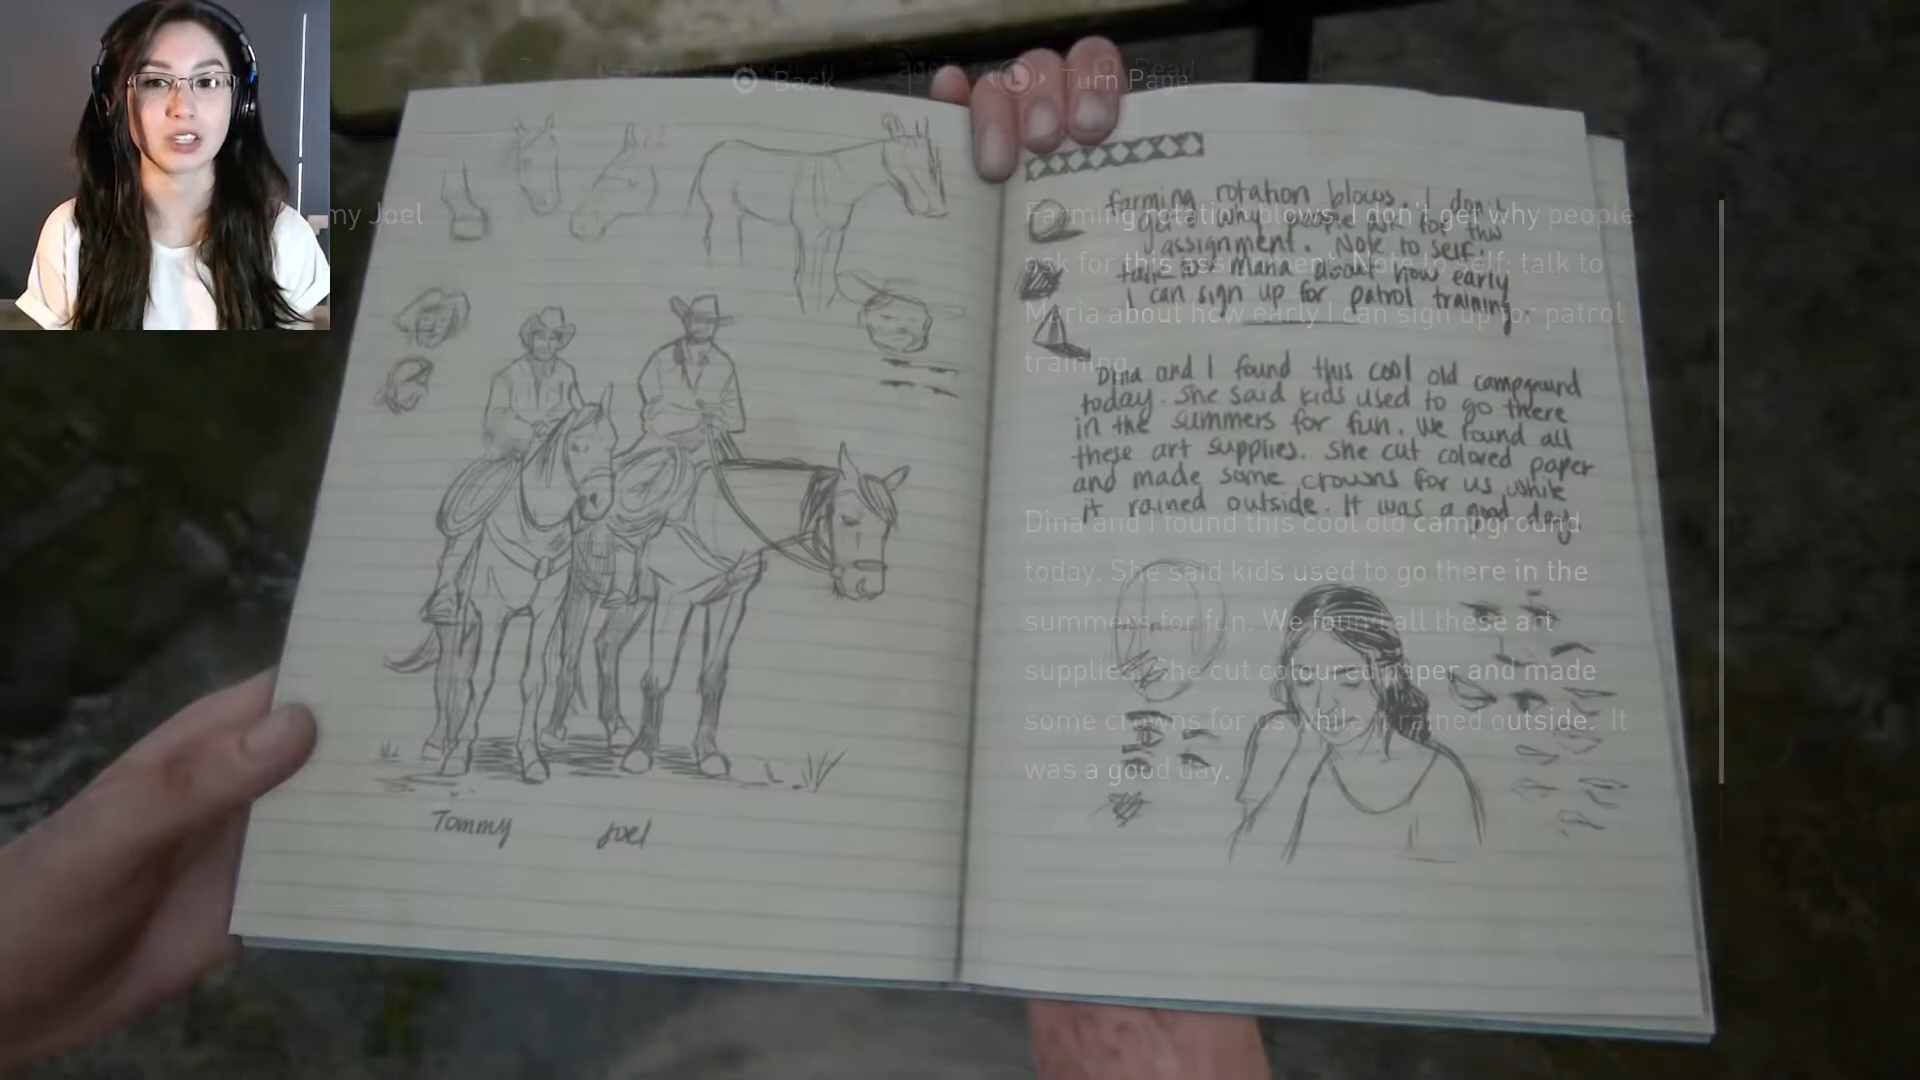 Back
Turn Page
Read
my Joel
farming rotation blows. I don't
get why people ask for this
assignment. Note to self:
talk to Maria about how early
I can sign up for patrol training.
Dina and I found this cool old campground
today. She said kids used to go there
in the summers for fun. We found all
these art supplies. She cut colored paper
and made some crowns for us while
it rained outside. It was a good day.
Tommy Joel
Farming rotation blows. I don't get why people
ask for this assignment. Note to self: talk to
Maria about how early I can sign up for patrol
training.
Dina and I found this cool old campground
today. She said kids used to go there in the
summers for fun. We found all these art
supplies. She cut coloured paper and made
some crowns for us while it rained outside. It
was a good day.